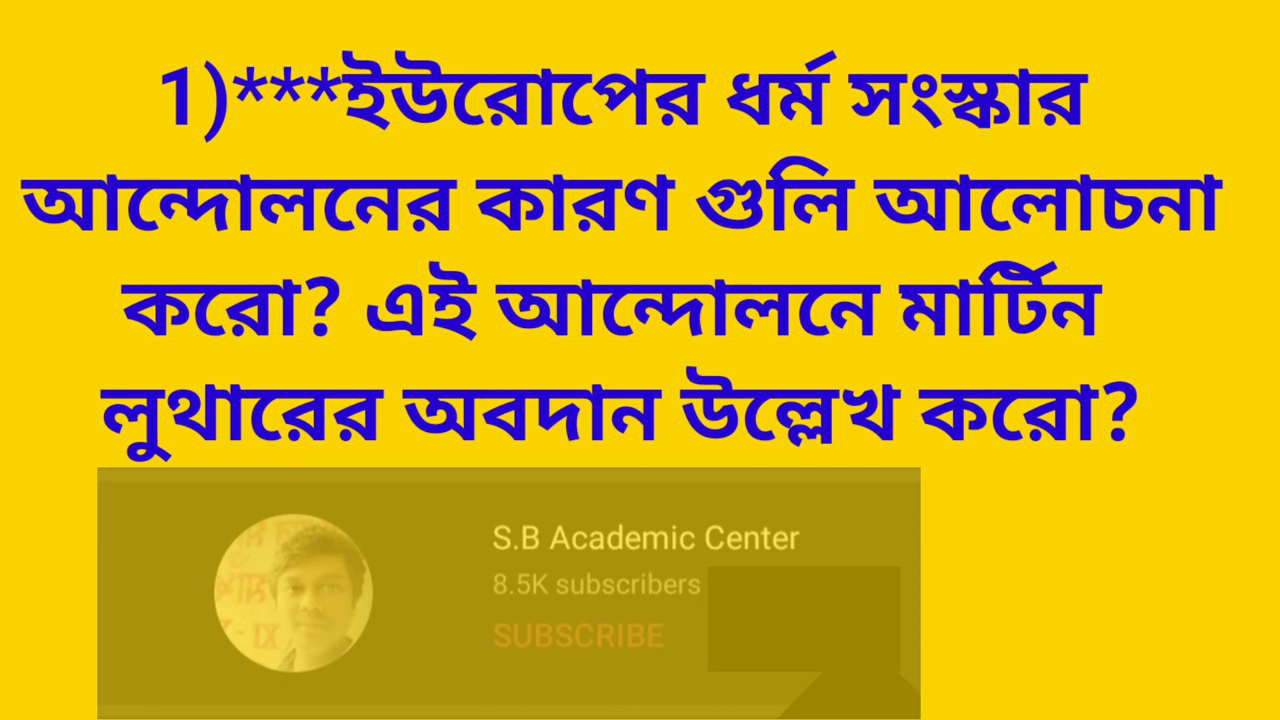 1)***ইউরোপের ধর্ম সংস্কার
আন্দোলনের কারণ গুলি আলোচনা
করো? এই আন্দোলনে মার্টিন
লুথারের অবদান উল্লেখ করো?
S.B Academic Center
8.5K subscribers
SUBSCRIBE